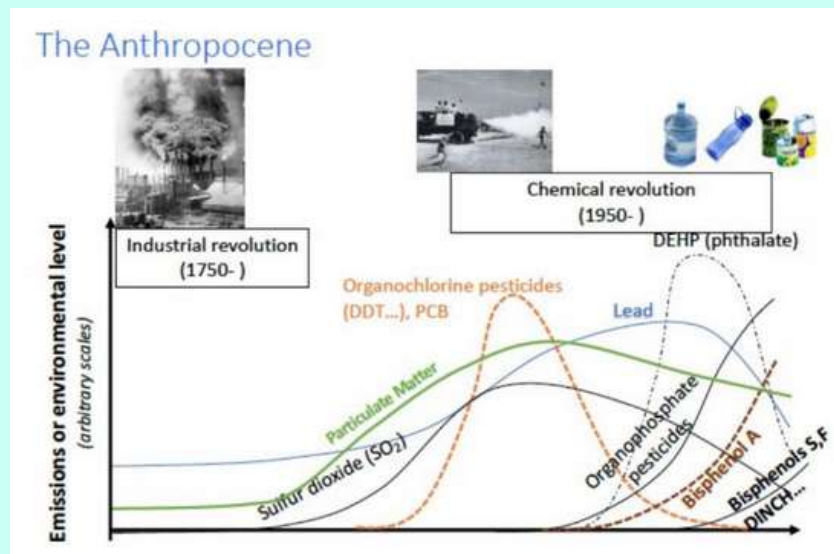 The Anthropocene
Chemical revolution
(1950- )
Industrial revolution
(1750- )
DEHP (phthalate)
Organochlorine pesticides
(DDT...), PCB
Lead
Emissions or environmental level
(arbitrary scales)
Particulate Matter
Sulfur dioxide (SO₂)
Organophosphate
pesticides
Bisphenol A
Bisphenols S,F
DINCH...